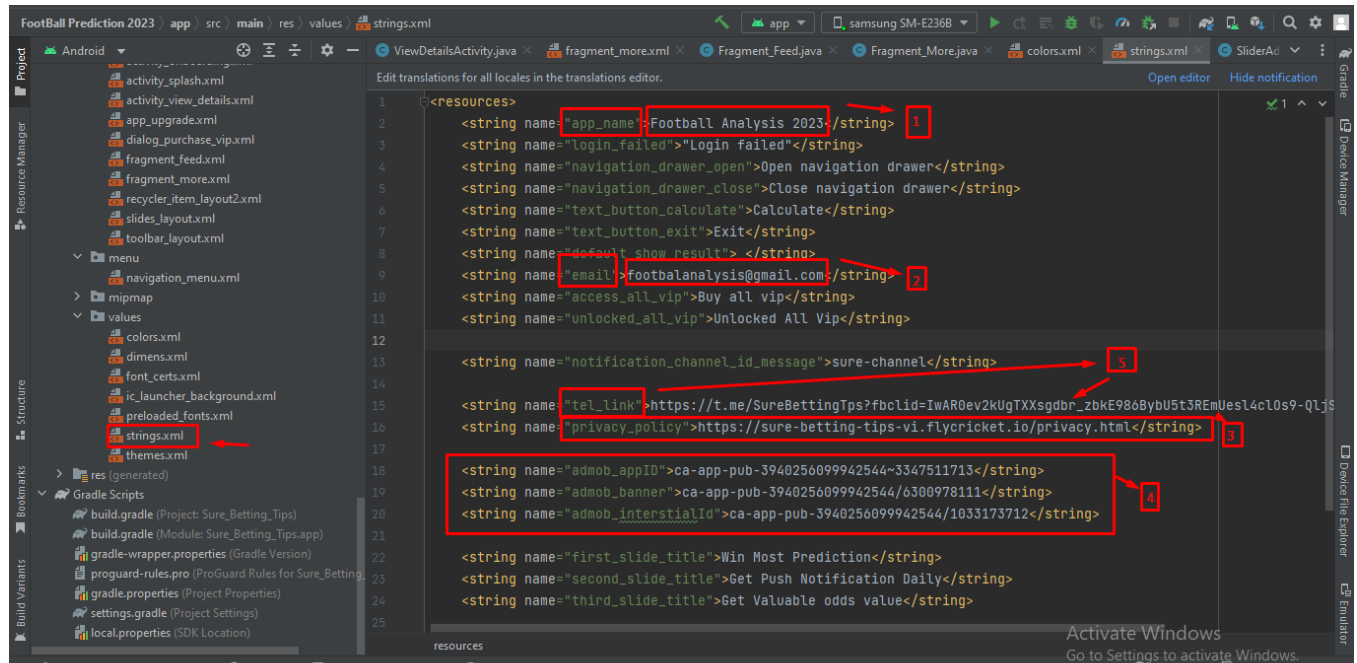 FootBall Prediction 2023 〉 app 〉 src 〉 main 〉 res 〉 values 〉 strings.xml
app
samsung SM-E236B
Android
ViewDetailsActivity.java
fragment_more.xml
Fragment_Feed.java
Fragment_More.java
colors.xml
strings.xml
Edit translations for all locales in the translations editor.
Open editor
Hide notification
Project
Resource Manager
Structure
Bookmarks
Build Variants
activity_splash.xml
activity_view_details.xml
app_upgrade.xml
dialog_purchase_vip.xml
fragment_feed.xml
fragment_more.xml
recycler_item_layout2.xml
slides_layout.xml
toolbar_layout.xml
menu
navigation_menu.xml
mipmap
values
colors.xml
dimens.xml
font_certs.xml
ic_launcher_background.xml
preloaded_fonts.xml
strings.xml
themes.xml
res (generated)
Gradle Scripts
build.gradle (Project: Sure_Betting_Tips)
build.gradle (Module: Sure_Betting_Tips.app)
gradle-wrapper.properties (Gradle Version)
proguard-rules.pro (ProGuard Rules for Sure_Betting_
gradle.properties (Project Properties)
settings.gradle (Project Settings)
local.properties (SDK Location)
1 <resources>
2 <string name="app_name">Football Analysis 2023</string> 1
3 <string name="login_failed">"Login failed"</string>
4 <string name="navigation_drawer_open">Open navigation drawer</string>
5 <string name="navigation_drawer_close">Close navigation drawer</string>
6 <string name="text_button_calculate">Calculate</string>
7 <string name="text_button_exit">Exit</string>
8 <string name="default_show_result"> </string>
9 <string name="email">footbalanalysis@gmail.com</string> 2
10 <string name="access_all_vip">Buy all vip</string>
11 <string name="unlocked_all_vip">Unlocked All Vip</string>
12
13 <string name="notification_channel_id_message">sure-channel</string> 5
14
15 <string name="tel_link">https://t.me/SureBettingTps?fbclid=IwAR0ev2kUgTXXsgdbr_zbkE986BybU5t3REmUesl4clOs9-QljS
16 <string name="privacy_policy">https://sure-betting-tips-vi.flycricket.io/privacy.html</string> 3
17
18 <string name="admob_appID">ca-app-pub-3940256099942544~3347511713</string>
19 <string name="admob_banner">ca-app-pub-3940256099942544/6300978111</string> 4
20 <string name="admob_interstialId">ca-app-pub-3940256099942544/1033173712</string>
21
22 <string name="first_slide_title">Win Most Prediction</string>
23 <string name="second_slide_title">Get Push Notification Daily</string>
24 <string name="third_slide_title">Get Valuable odds value</string>
25
resources
1
Gradle
Device Manager
Device File Explorer
Emulator
Activate Windows
Go to Settings to activate Windows.